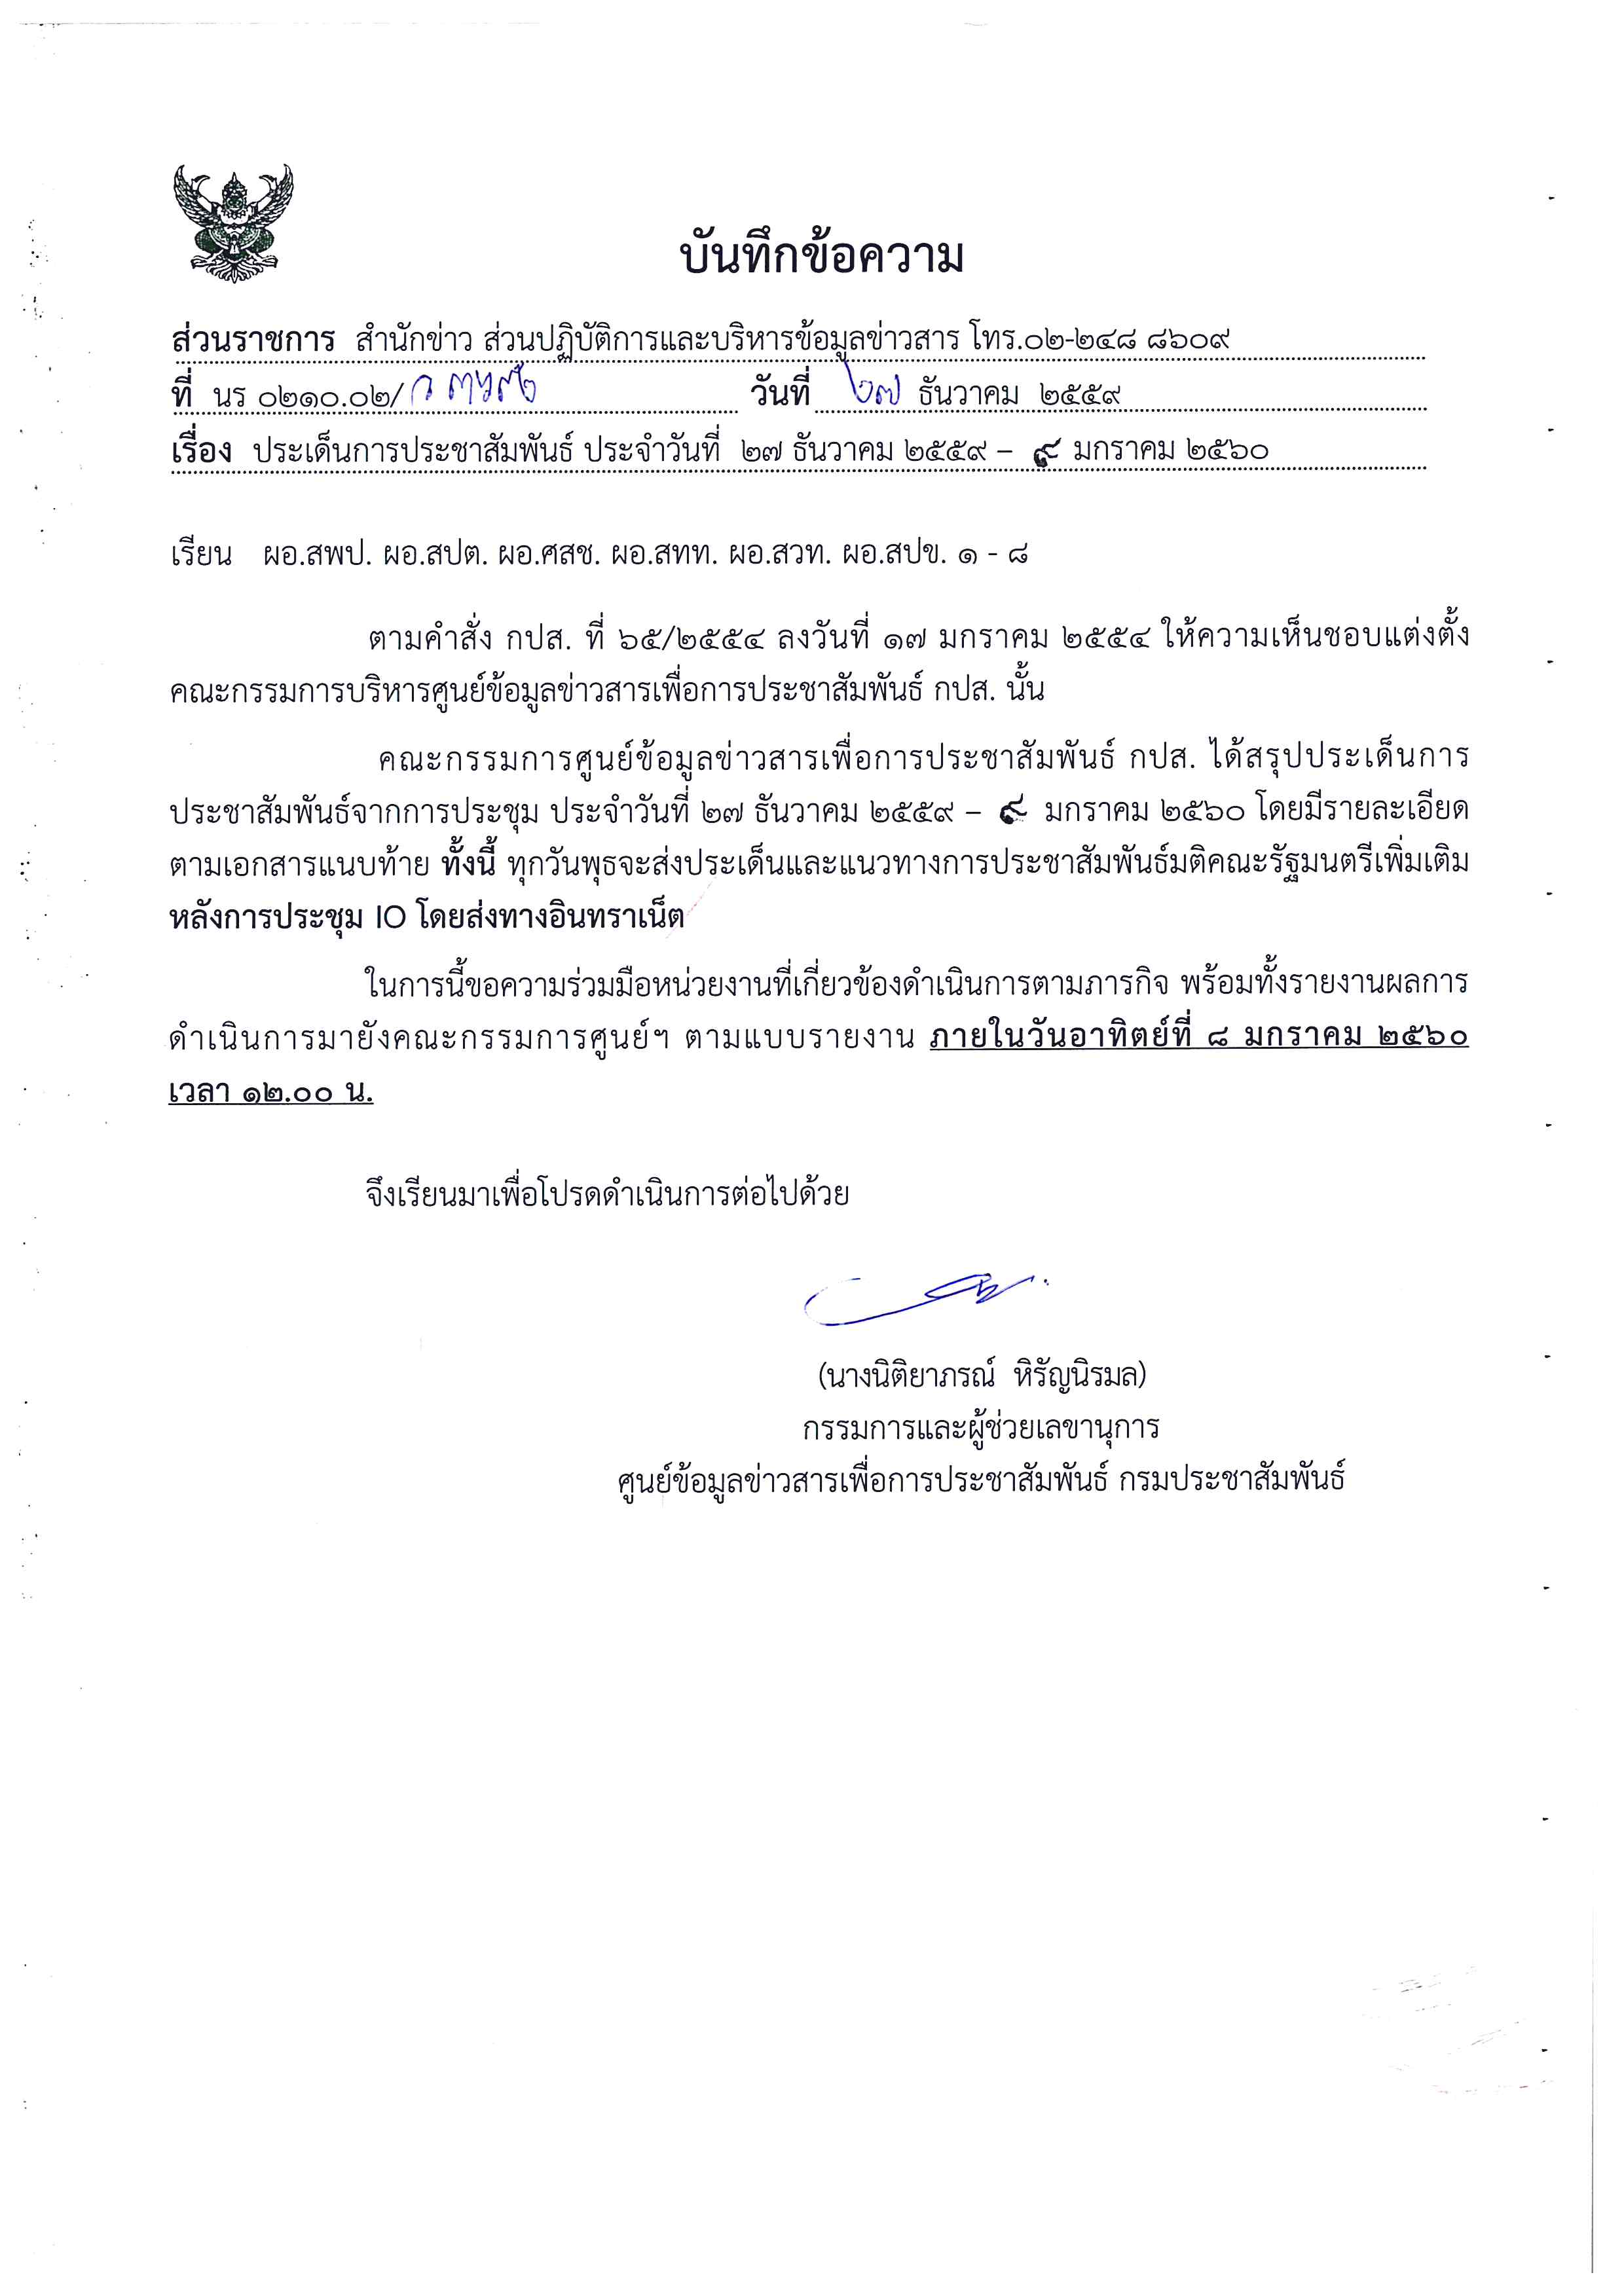 บันทึกข้อความ
ส่วนราชการ สำนักข่าว ส่วนปฏิบัติการและบริหารข้อมูลข่าวสาร โทร.๐๒-๒๔๘ ๘๖๐๙
ที่ นร ๐๒๑๐.๐๒/ว วันที่ ๒๗ ธันวาคม ๒๕๕๙
เรื่อง ประเด็นการประชาสัมพันธ์ ประจำวันที่ ๒๗ ธันวาคม ๒๕๕๙ – ๙ มกราคม ๒๕๖๐
เรียน ผอ.สพป. ผอ.สปต. ผอ.ศสช. ผอ.สทท. ผอ.สวท. ผอ.สปข. ๑ - ๘
ตามคำสั่ง กปส. ที่ ๖๕/๒๕๕๔ ลงวันที่ ๑๗ มกราคม ๒๕๕๔ ให้ความเห็นชอบแต่งตั้ง
คณะกรรมการบริหารศูนย์ข้อมูลข่าวสารเพื่อการประชาสัมพันธ์ กปส. นั้น
คณะกรรมการศูนย์ข้อมูลข่าวสารเพื่อการประชาสัมพันธ์ กปส. ได้สรุปประเด็นการ
ประชาสัมพันธ์จากการประชุม ประจำวันที่ ๒๗ ธันวาคม ๒๕๕๙ – ๙ มกราคม ๒๕๖๐ โดยมีรายละเอียด
ตามเอกสารแนบท้าย ทั้งนี้ ทุกวันพุธจะส่งประเด็นและแนวทางการประชาสัมพันธ์มติคณะรัฐมนตรีเพิ่มเติม
หลังการประชุม IO โดยส่งทางอินทราเน็ต
ในการนี้ขอความร่วมมือหน่วยงานที่เกี่ยวข้องดำเนินการตามภารกิจ พร้อมทั้งรายงานผลการ
ดำเนินการมายังคณะกรรมการศูนย์ฯ ตามแบบรายงาน ภายในวันอาทิตย์ที่ ๘ มกราคม ๒๕๖๐
เวลา ๑๒.๐๐ น.
จึงเรียนมาเพื่อโปรดดำเนินการต่อไปด้วย
(นางนิติยาภรณ์ หิรัญนิรมล)
กรรมการและผู้ช่วยเลขานุการ
ศูนย์ข้อมูลข่าวสารเพื่อการประชาสัมพันธ์ กรมประชาสัมพันธ์